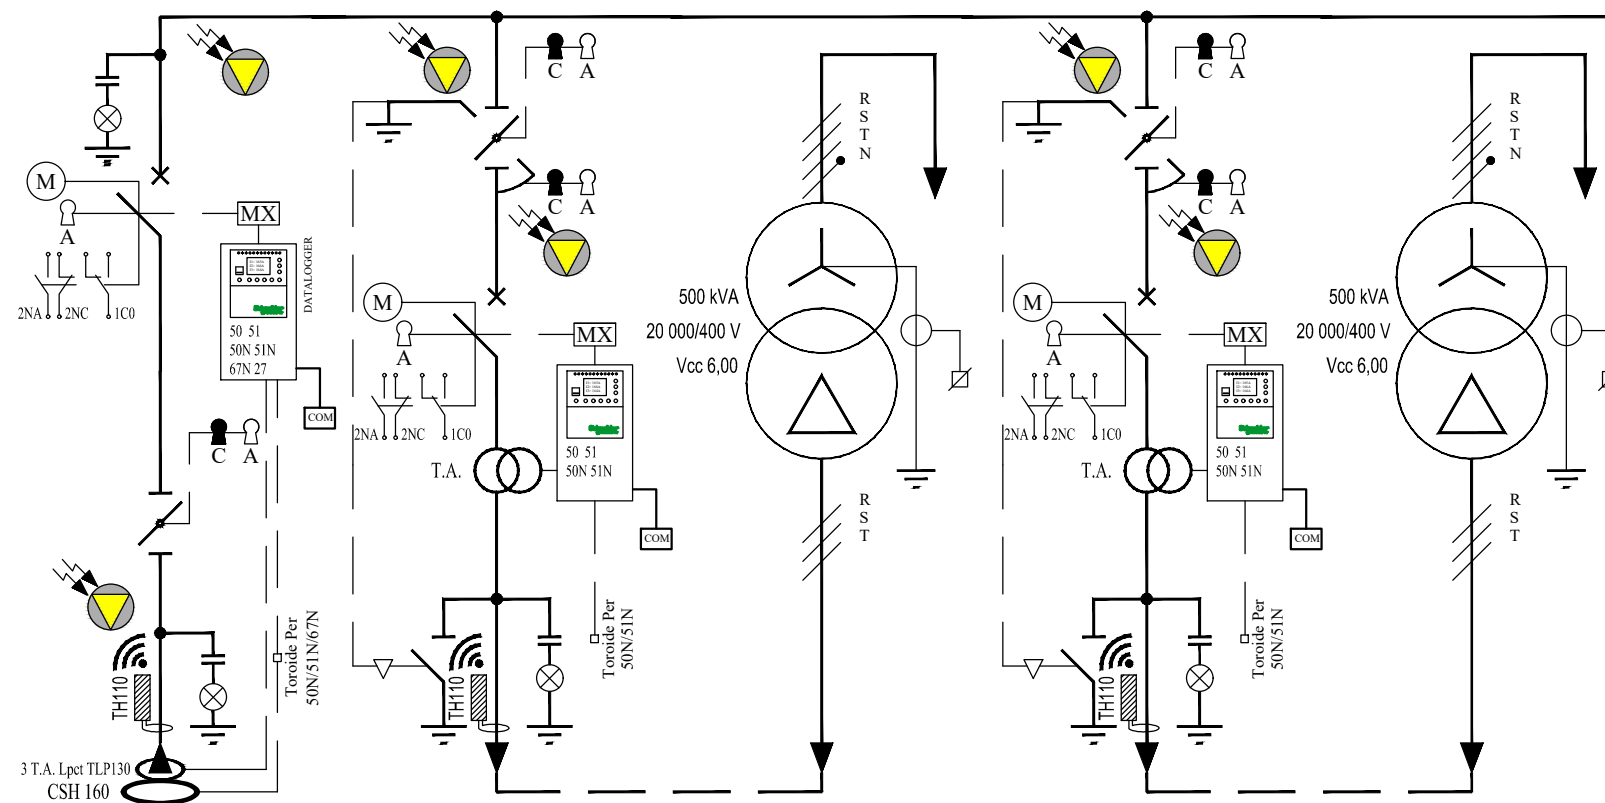 C A
C A
R
S
T
N
R
S
T
N
M
A
MX
DATALOGGER
2NA 2NC 1C0
50 51
50N 51N
67N 27
COM
C A
Toroide Per
50N/51N/67N
TH110
3 T.A. Lpct TLP130
CSH 160
C A
M
A
MX
2NA 2NC 1C0
50 51
50N 51N
T.A.
COM
Toroide Per
50N/51N
TH110
500 kVA
20 000/400 V
Vcc 6,00
R
S
T
C A
M
A
MX
2NA 2NC 1C0
50 51
50N 51N
T.A.
COM
Toroide Per
50N/51N
TH110
500 kVA
20 000/400 V
Vcc 6,00
R
S
T